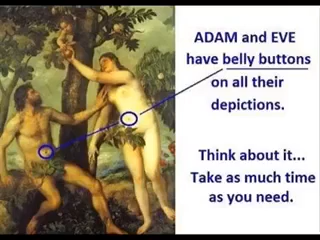 ADAM and EVE
have belly buttons
on all their
depictions.
Think about it...
Take as much time
as you need.